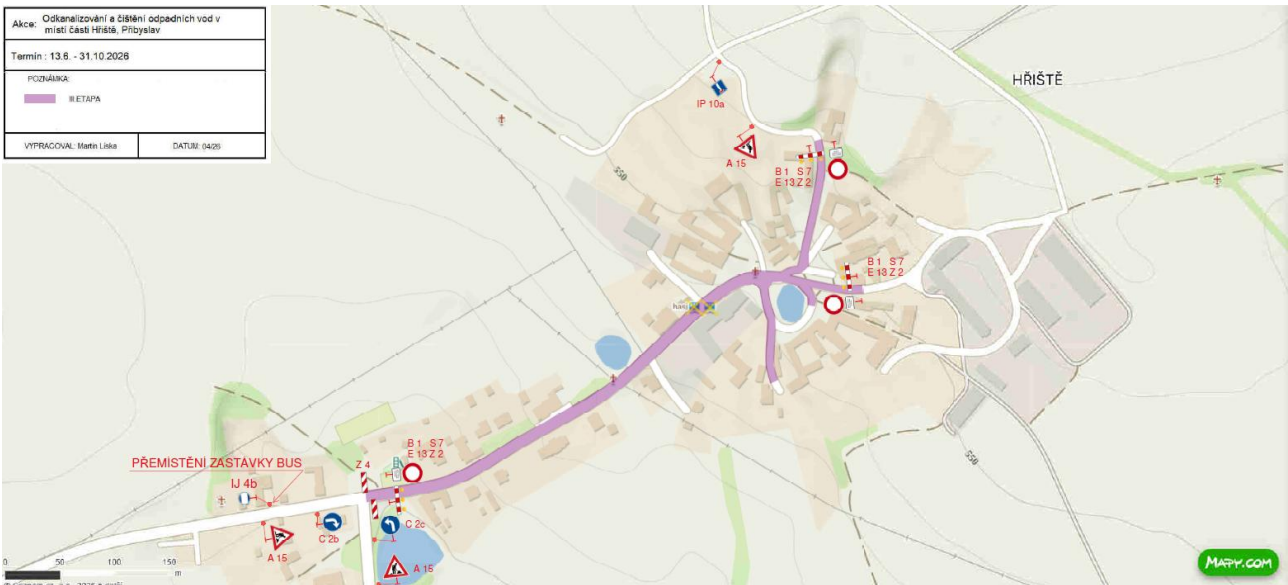 Akce: Odkanalizování a čištění odpadních vod v
místí části Hřiště, Přibyslav
Termín : 13.6. - 31.10.2026
POZNÁMKA:
III.ETAPA
VYPRACOVAL: Martin Líska
DATUM: 04/26
HŘIŠTĚ
IP 10a
A 15
B 1 S 7
E 13 Z 2
550
B 1 S 7
E 13 Z 2
B 1 S 7
E 13 Z 2
Z 4
PŘEMÍSTĚNÍ ZASTÁVKY BUS
IJ 4b
C 2b
C 2c
A 15
A 15
550
0 50 100 150
m
MAPY.COM